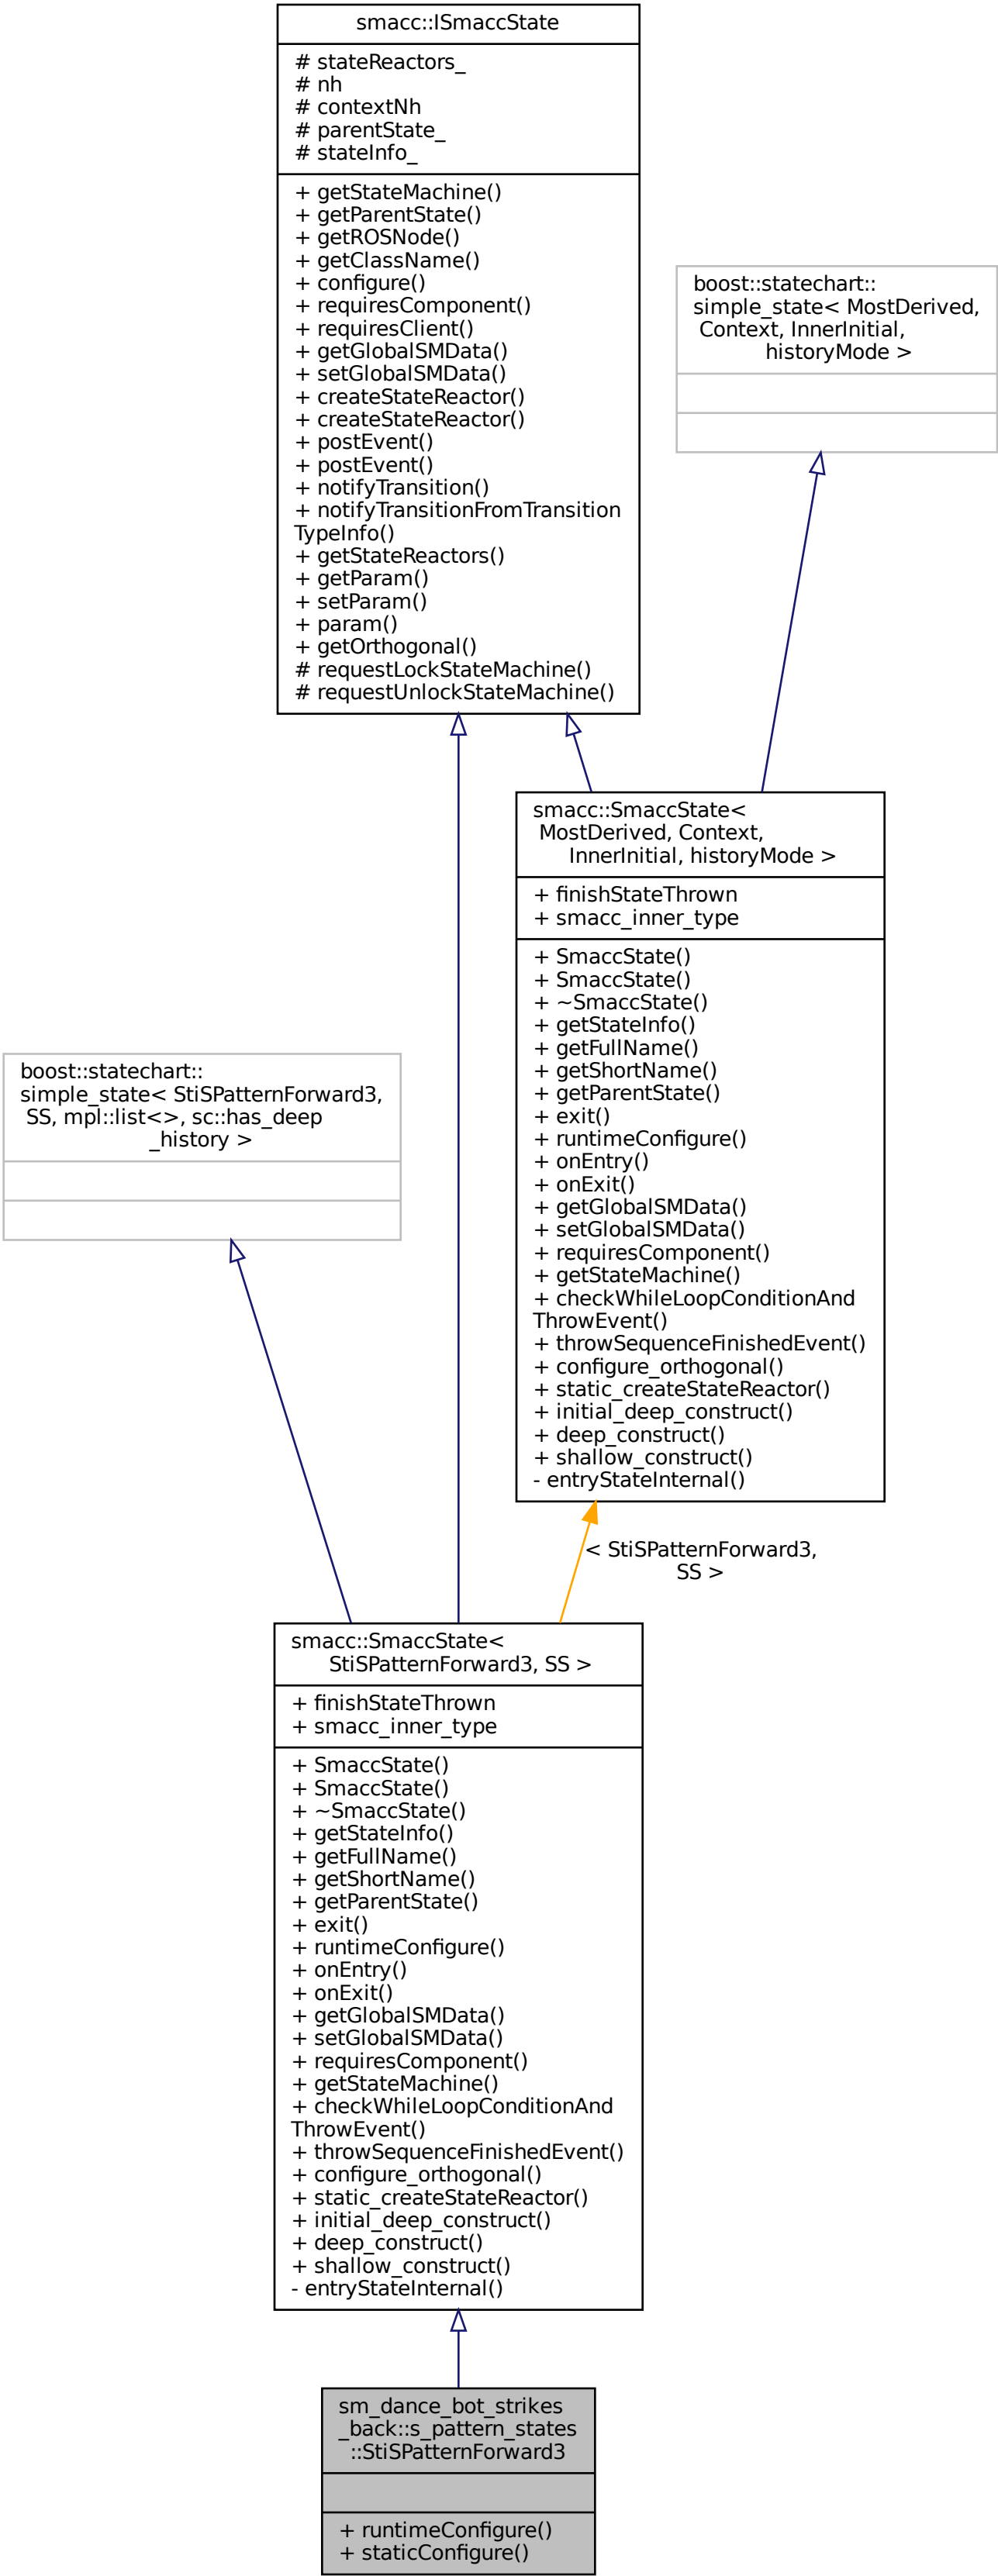 smacc::ISmaccState
# stateReactors_
# nh
# contextNh
# parentState_
# stateInfo_
+ getStateMachine()
+ getParentState()
+ getROSNode()
+ getClassName()
+ configure()
+ requiresComponent()
+ requiresClient()
+ getGlobalSMData()
+ setGlobalSMData()
+ createStateReactor()
+ createStateReactor()
+ postEvent()
+ postEvent()
+ notifyTransition()
+ notifyTransitionFromTransition
TypeInfo()
+ getStateReactors()
+ getParam()
+ setParam()
+ param()
+ getOrthogonal()
# requestLockStateMachine()
# requestUnlockStateMachine()
boost::statechart::
simple_state< MostDerived,
Context, InnerInitial,
historyMode >
smacc::SmaccState<
MostDerived, Context,
InnerInitial, historyMode >
+ finishStateThrown
+ smacc_inner_type
+ SmaccState()
+ SmaccState()
+ ~SmaccState()
+ getStateInfo()
+ getFullName()
+ getShortName()
+ getParentState()
+ exit()
+ runtimeConfigure()
+ onEntry()
+ onExit()
+ getGlobalSMData()
+ setGlobalSMData()
+ requiresComponent()
+ getStateMachine()
+ checkWhileLoopConditionAnd
ThrowEvent()
+ throwSequenceFinishedEvent()
+ configure_orthogonal()
+ static_createStateReactor()
+ initial_deep_construct()
+ deep_construct()
+ shallow_construct()
- entryStateInternal()
boost::statechart::
simple_state< StiSPatternForward3,
SS, mpl::list<>, sc::has_deep
_history >
< StiSPatternForward3,
SS >
smacc::SmaccState<
StiSPatternForward3, SS >
+ finishStateThrown
+ smacc_inner_type
+ SmaccState()
+ SmaccState()
+ ~SmaccState()
+ getStateInfo()
+ getFullName()
+ getShortName()
+ getParentState()
+ exit()
+ runtimeConfigure()
+ onEntry()
+ onExit()
+ getGlobalSMData()
+ setGlobalSMData()
+ requiresComponent()
+ getStateMachine()
+ checkWhileLoopConditionAnd
ThrowEvent()
+ throwSequenceFinishedEvent()
+ configure_orthogonal()
+ static_createStateReactor()
+ initial_deep_construct()
+ deep_construct()
+ shallow_construct()
- entryStateInternal()
sm_dance_bot_strikes
_back::s_pattern_states
::StiSPatternForward3
+ runtimeConfigure()
+ staticConfigure()